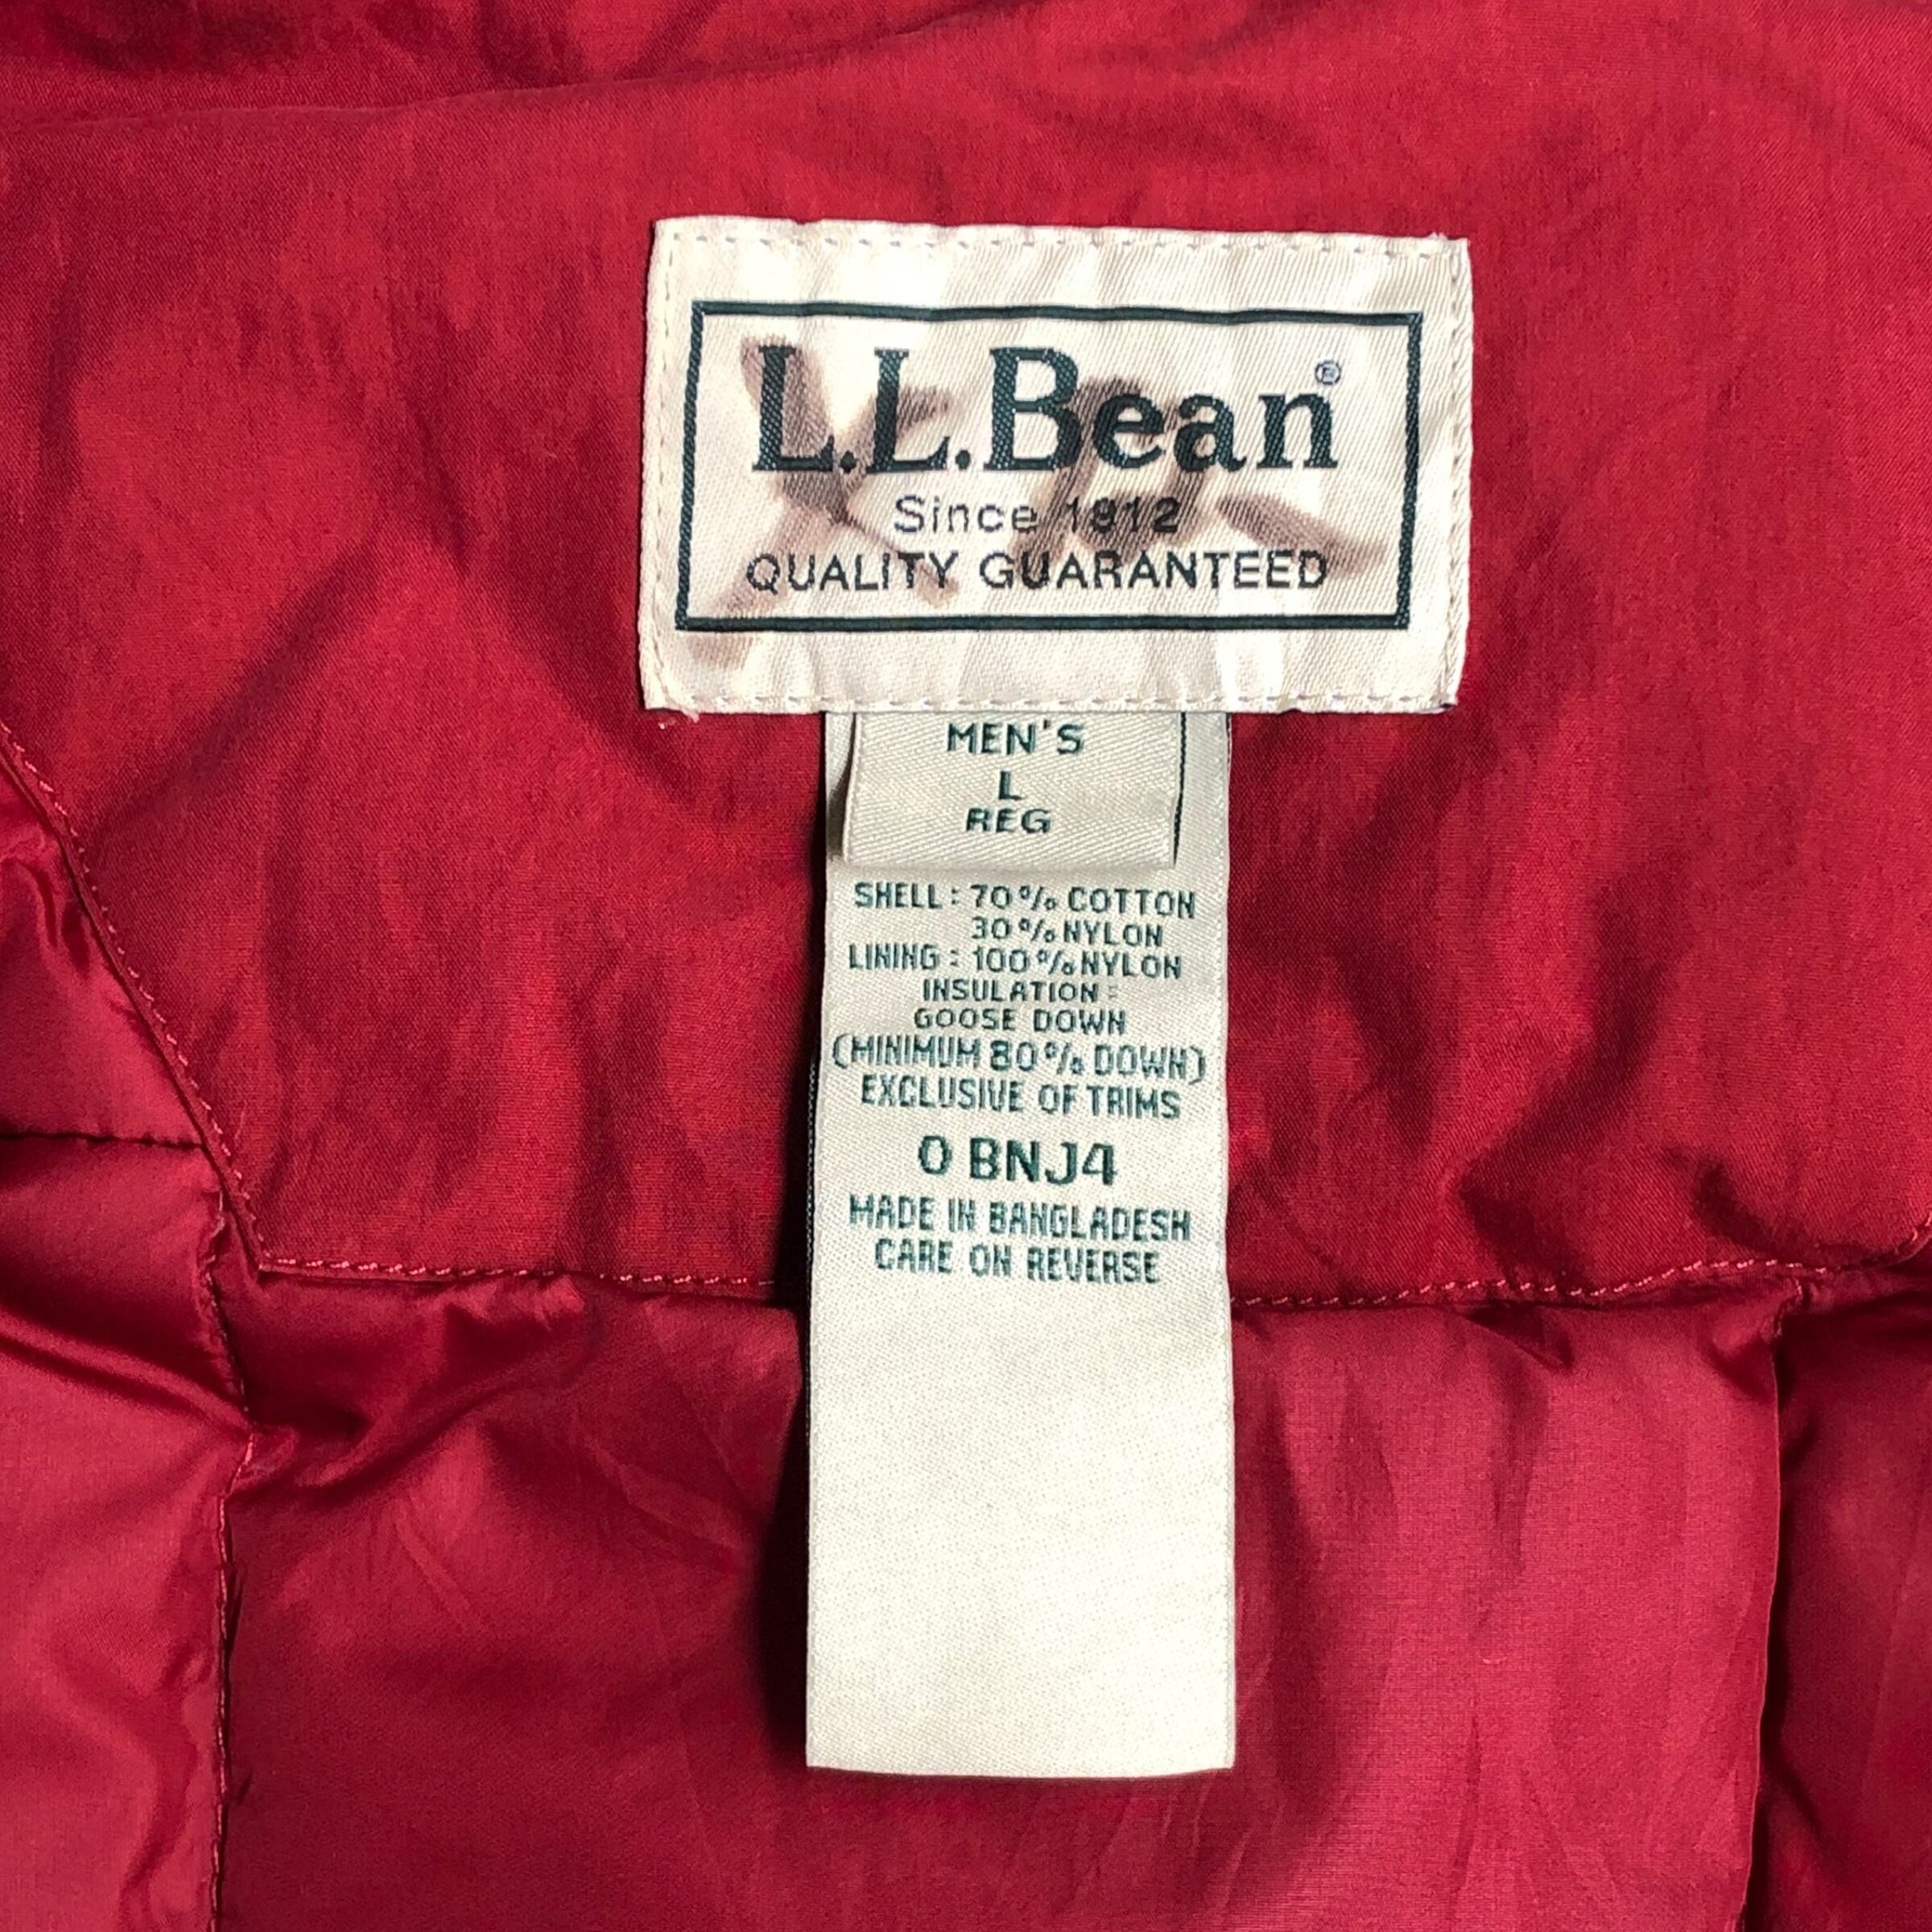 L.L.Bean®
Since 1912
QUALITY GUARANTEED
MEN'S
L
REG
SHELL: 70% COTTON
30% NYLON
LINING: 100% NYLON
INSULATION:
GOOSE DOWN
(MINIMUM 80% DOWN)
EXCLUSIVE OF TRIMS
0 BNJ4
MADE IN BANGLADESH
CARE ON REVERSE